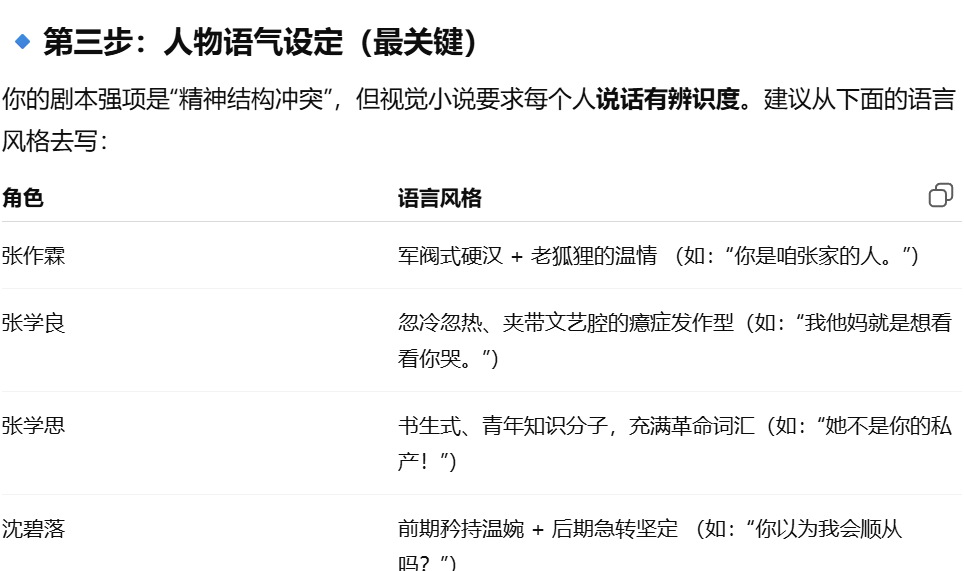 第三步：人物语气设定（最关键）
你的剧本强项是“精神结构冲突”，但视觉小说要求每个人说话有辨识度。建议从下面的语言
风格去写：
角色 语言风格
张作霖 军阀式硬汉 + 老狐狸的温情 （如：“你是咱张家的人。”）
张学良 忽冷忽热、夹带文艺腔的癔症发作型（如：“我他妈就是想看
看你哭。”）
张学思 书生式、青年知识分子，充满革命词汇（如：“她不是你的私
产！”）
沈碧落 前期矜持温婉 + 后期急转坚定 （如：“你以为我会顺从
吗？”）